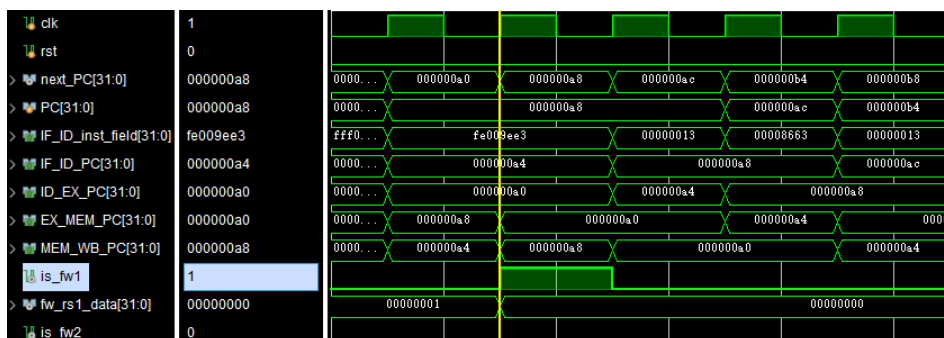 clk 1
rst 0
next_PC[31:0] 000000a8 0000... 000000a0 000000a8 000000ac 000000b4 000000b8
PC[31:0] 000000a8 0000... 000000a8 000000ac 000000b4
IF_ID_inst_field[31:0] fe009ee3 fff0... fe009ee3 00000013 00008663 00000013
IF_ID_PC[31:0] 000000a4 0000... 000000a4 000000a8 000000ac
ID_EX_PC[31:0] 000000a0 0000... 000000a0 000000a4 000000a8
EX_MEM_PC[31:0] 000000a0 0000... 000000a8 000000a0 000000a4 000
MEM_WB_PC[31:0] 000000a8 0000... 000000a4 000000a8 000000a0 000000a4
is_fw1 1
fw_rs1_data[31:0] 00000000 00000001 00000000
is_fw2 0